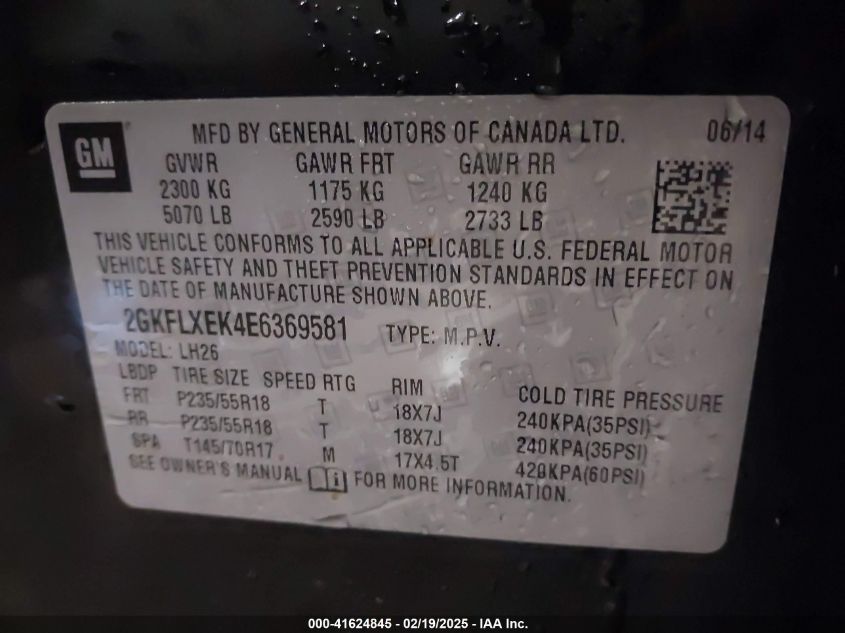 GM
MFD BY GENERAL MOTORS OF CANADA LTD. 06/14
GVWR GAWR FRT GAWR RR
2300 KG 1175 KG 1240 KG
5070 LB 2590 LB 2733 LB
THIS VEHICLE CONFORMS TO ALL APPLICABLE U.S. FEDERAL MOTOR
VEHICLE SAFETY AND THEFT PREVENTION STANDARDS IN EFFECT ON
THE DATE OF MANUFACTURE SHOWN ABOVE.
2GKFLXEK4E6369581 TYPE: M.P.V.
MODEL: LH26
LBDP TIRE SIZE SPEED RTG RIM COLD TIRE PRESSURE
FRT P235/55R18 T 18X7J 240KPA(35PSI)
RR P235/55R18 T 18X7J 240KPA(35PSI)
SPA T145/70R17 M 17X4.5T 420KPA(60PSI)
SEE OWNER'S MANUAL FOR MORE INFORMATION.
000-41624845 - 02/19/2025 - IAA Inc.